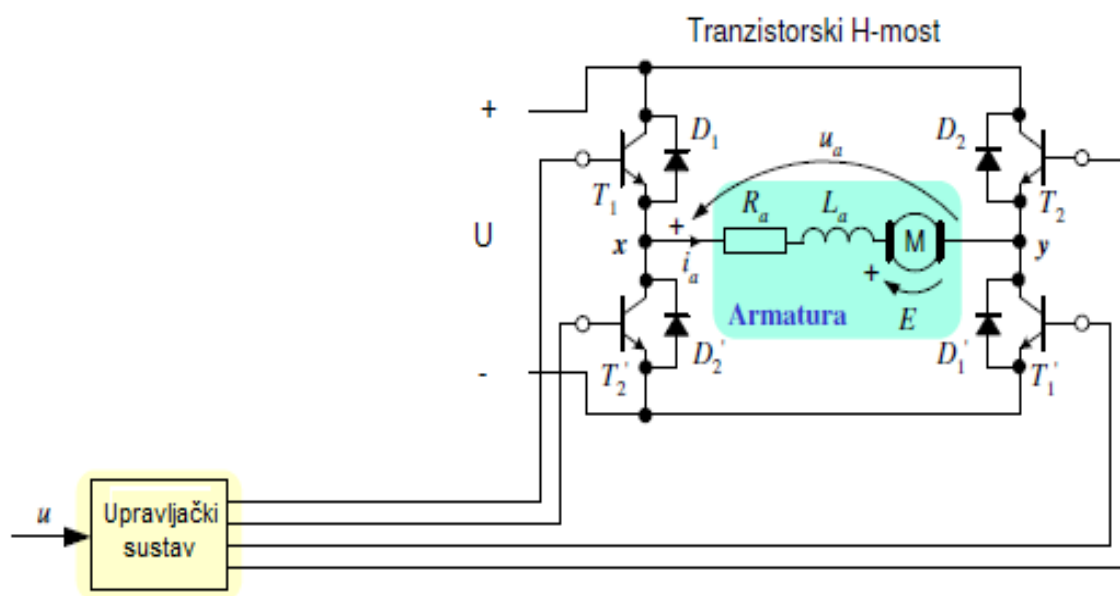 Tranzistorski H-most
+
D₁
D₂
uₐ
T₁
Rₐ
Lₐ
T₂
U
x
+
iₐ
M
y
+
E
Armatura
T₂'
D₂'
D₁'
T₁'
-
u
Upravljački
sustav